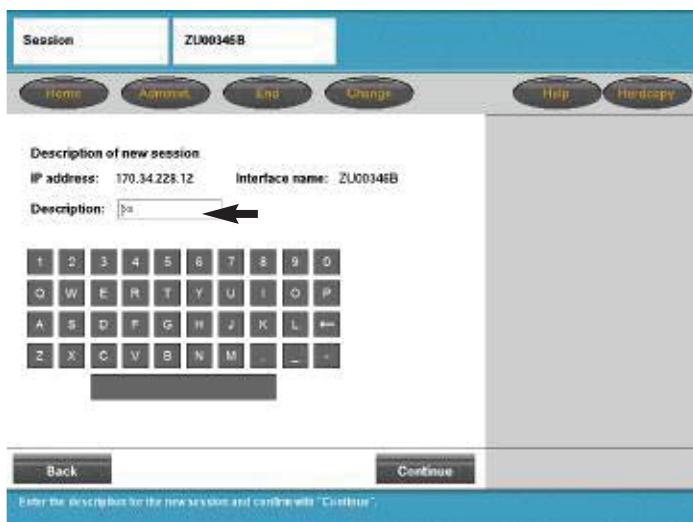 Session ZU00346B
Home Administ. End Change Help Hardcopy
Description of new session
IP address: 170.34.228.12 Interface name: ZU00346B
Description:
1 2 3 4 5 6 7 8 9 0
Q W E R T Y U I O P
A S D F G H J K L ←
Z X C V B N M . _ -
Back Continue
Enter the description for the new session and confirm with "Continue".